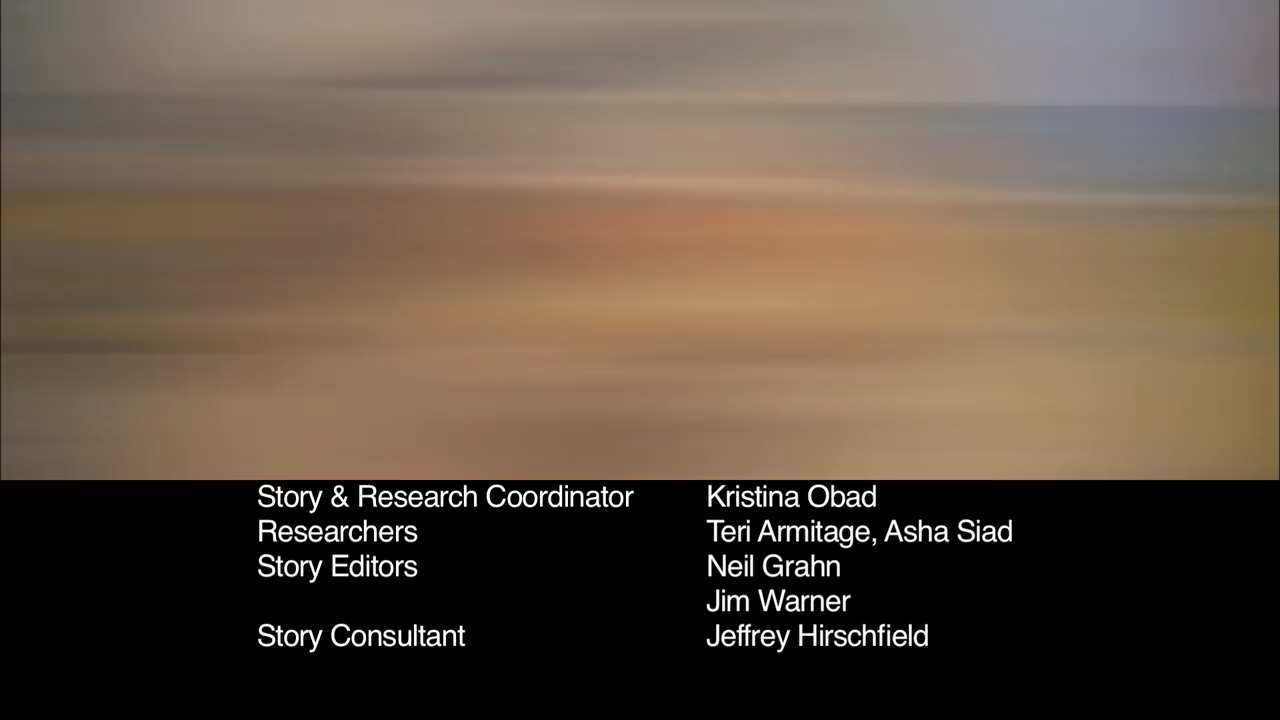 Story & Research Coordinator Kristina Obad
Researchers Teri Armitage, Asha Siad
Story Editors Neil Grahn
Jim Warner
Story Consultant Jeffrey Hirschfield